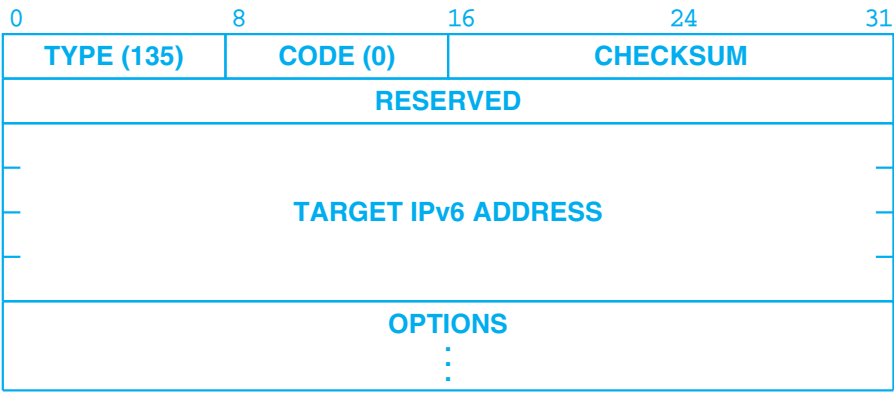 0 8 16 24 31
TYPE (135) CODE (0) CHECKSUM
RESERVED
TARGET IPv6 ADDRESS
OPTIONS